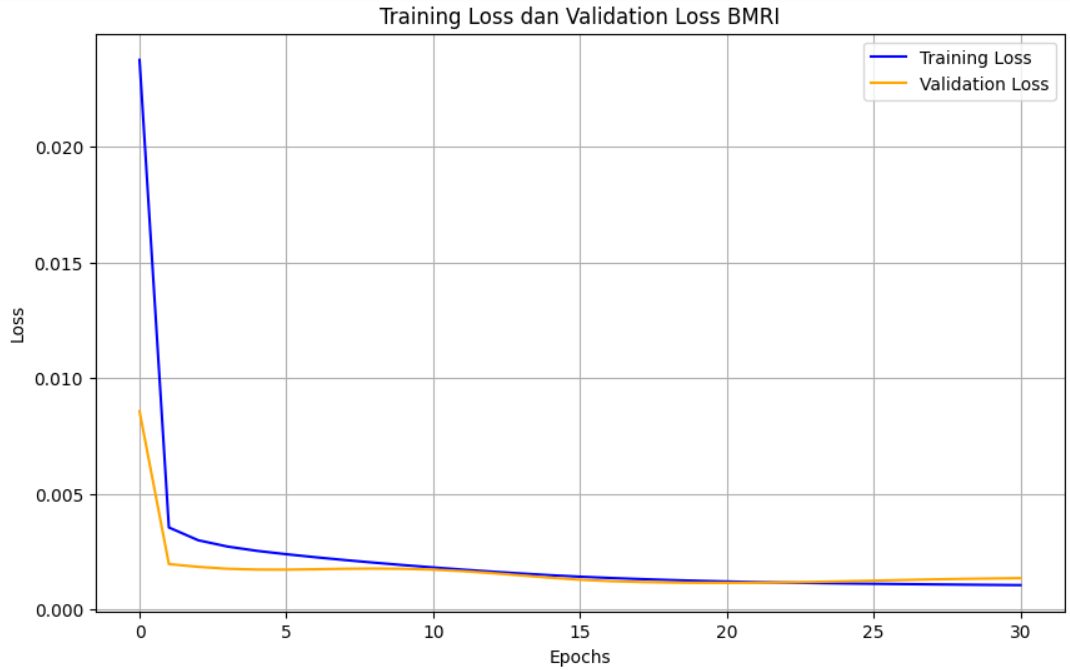 Training Loss dan Validation Loss BMRI
Training Loss
Validation Loss
0.020
0.015
0.010
0.005
0.000
Loss
0 5 10 15 20 25 30
Epochs